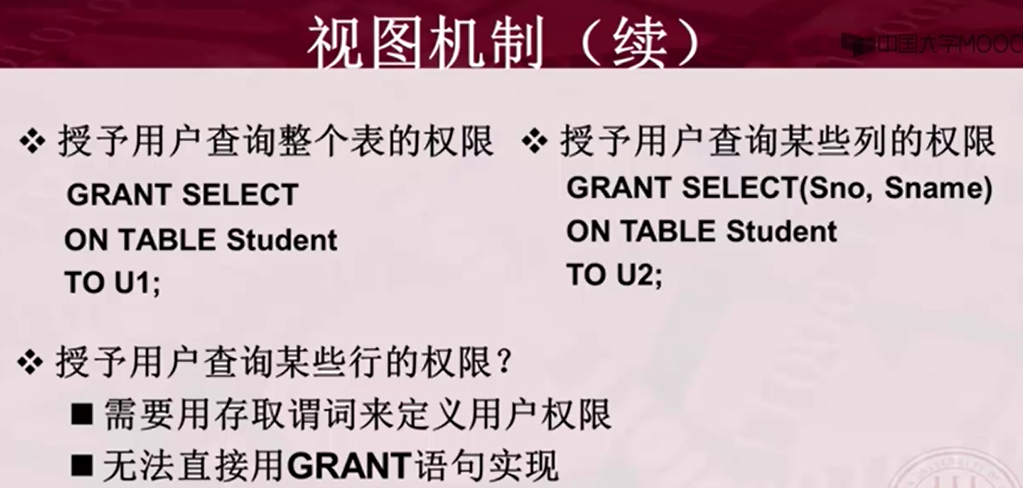 视图机制（续）
中国大学MOOC
❖ 授予用户查询整个表的权限
GRANT SELECT
ON TABLE Student
TO U1;
❖ 授予用户查询某些列的权限
GRANT SELECT(Sno, Sname)
ON TABLE Student
TO U2;
❖ 授予用户查询某些行的权限？
■ 需要用存取谓词来定义用户权限
■ 无法直接用GRANT语句实现